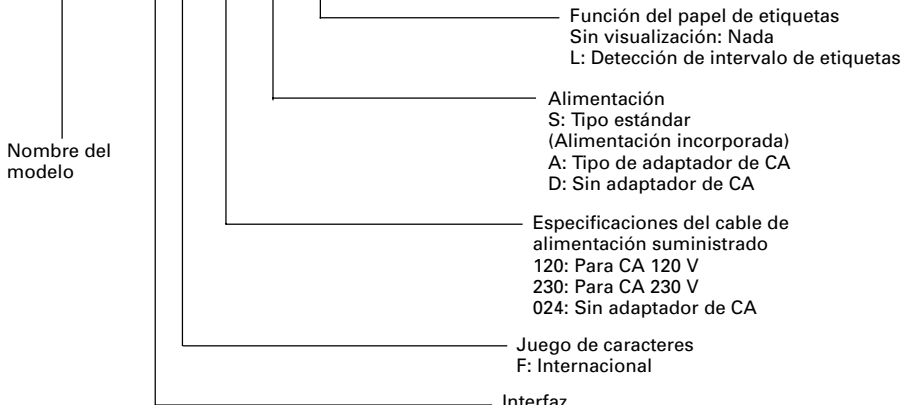 Función del papel de etiquetas
Sin visualización: Nada
L: Detección de intervalo de etiquetas
Alimentación
S: Tipo estándar
(Alimentación incorporada)
A: Tipo de adaptador de CA
D: Sin adaptador de CA
Nombre del
modelo
Especificaciones del cable de
alimentación suministrado
120: Para CA 120 V
230: Para CA 230 V
024: Sin adaptador de CA
Juego de caracteres
F: Internacional
Interfaz